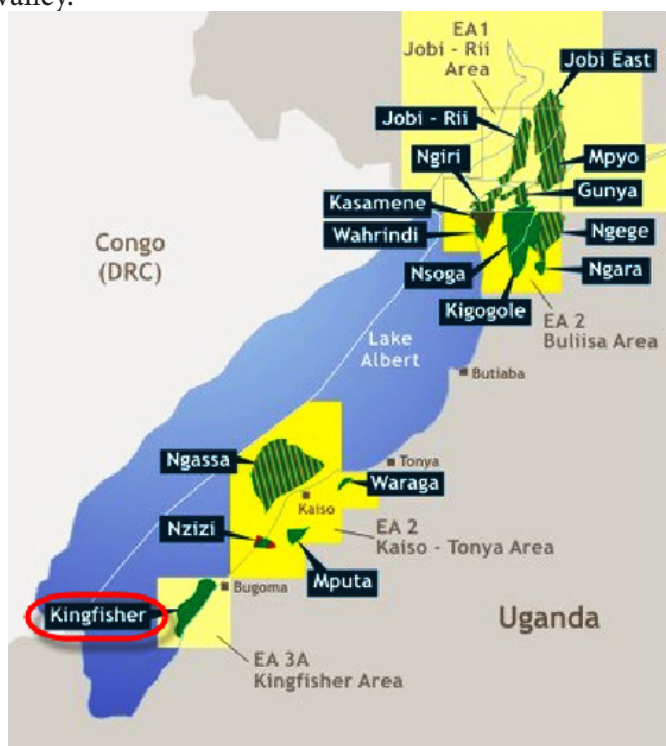 EA1
Jobi - Rii
Area
Jobi East
Jobi - Rii
Ngiri
Mpyo
Gunya
Kasamene
Wahrindi
Ngege
Nsoga
Ngara
Kigogole
EA 2
Buliisa Area
Congo
(DRC)
Lake
Albert
Butiaba
Ngassa
Tonya
Waraga
Kaiso
Nzizi
EA 2
Kaiso - Tonya Area
Mputa
Bugoma
Kingfisher
Uganda
EA 3A
Kingfisher Area